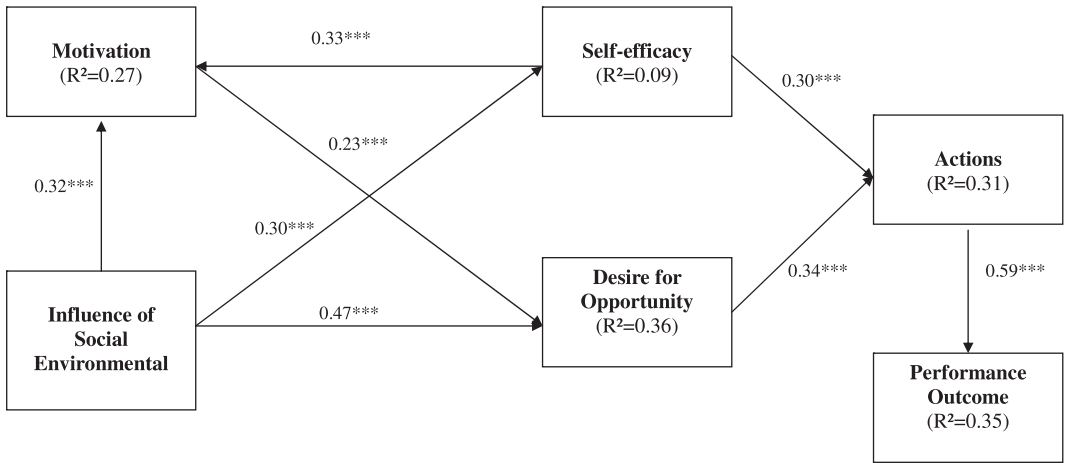 Motivation
(R²=0.27)
0.33***
Self-efficacy
(R²=0.09)
0.30***
Actions
(R²=0.31)
0.23***
0.32***
0.30***
0.47***
Influence of
Social
Environmental
Desire for
Opportunity
(R²=0.36)
0.34***
0.59***
Performance
Outcome
(R²=0.35)